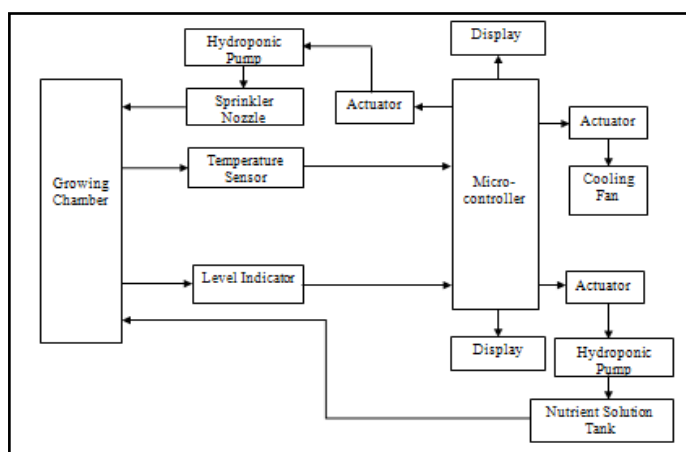 Display
Hydroponic
Pump
Sprinkler
Nozzle
Actuator
Actuator
Growing
Chamber
Temperature
Sensor
Micro-
controller
Cooling
Fan
Level Indicator
Actuator
Display
Hydroponic
Pump
Nutrient Solution
Tank